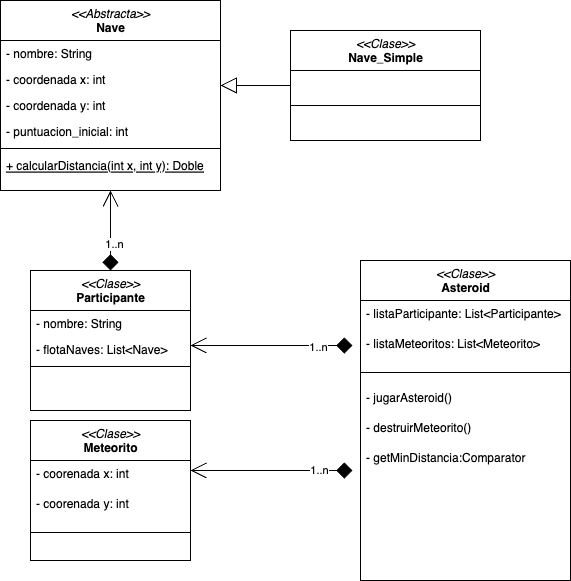 <<Abstracta>>
Nave
- nombre: String
- coordenada x: int
- coordenada y: int
- puntuacion_inicial: int
+ calcularDistancia(int x, int y): Doble
<<Clase>>
Nave_Simple
1..n
<<Clase>>
Participante
- nombre: String
- flotaNaves: List<Nave>
<<Clase>>
Asteroid
- listaParticipante: List<Participante>
- listaMeteoritos: List<Meteorito>
- jugarAsteroid()
- destruirMeteorito()
- getMinDistancia:Comparator
1..n
<<Clase>>
Meteorito
- coorenada x: int
- coorenada y: int
1..n